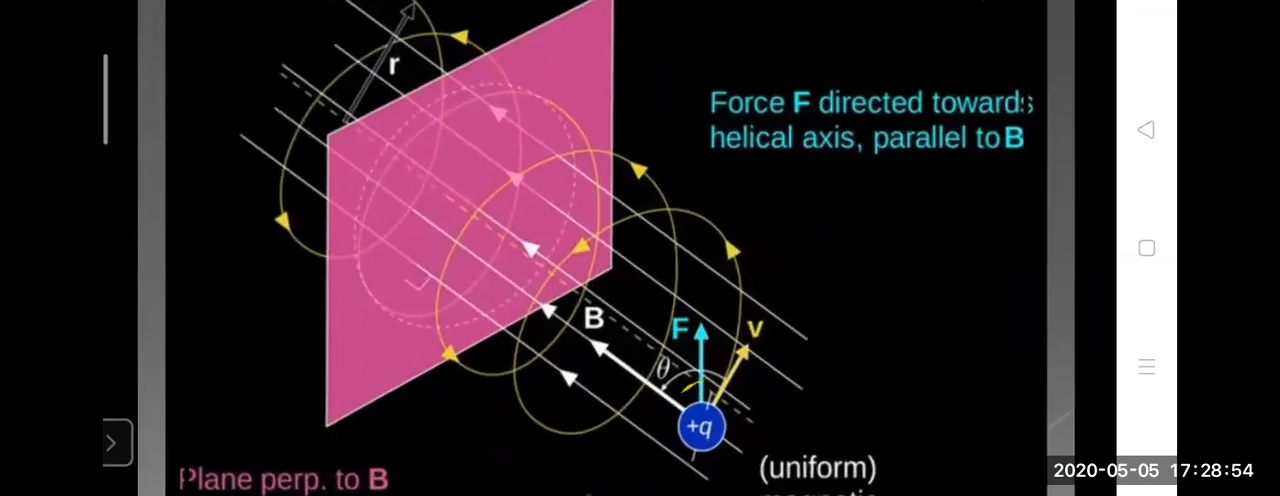 r
Force F directed towards
helical axis, parallel to B
B
F
v
θ
+q
(uniform)
2020-05-05 17:28:54
Plane perp. to B